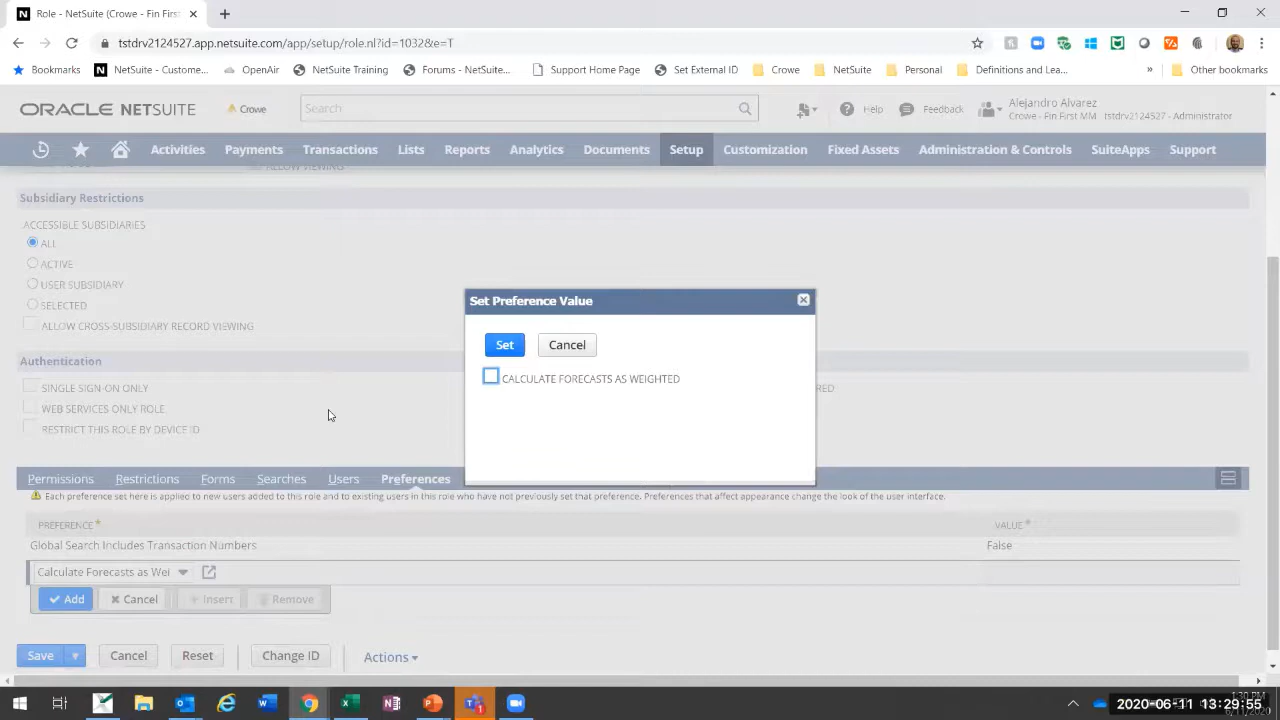 Role - NetSuite (Crowe - Fin First
tstdrv2124527.app.netsuite.com/app/setup/role.nl?id=1032&e=T
Bookmarks
NetSuite - Custome...
OpenAir
NetSuite Training
Forums - NetSuite...
Support Home Page
Set External ID
Crowe
NetSuite
Personal
Definitions and Lea...
»
Other bookmarks
ORACLE NETSUITE
Crowe
Search
Help
Feedback
Alejandro Alvarez
Crowe - Fin First MM tstdrv2124527 - Administrator
Activities
Payments
Transactions
Lists
Reports
Analytics
Documents
Setup
Customization
Fixed Assets
Administration & Controls
SuiteApps
Support
ALLOW VIEWING
Subsidiary Restrictions
ACCESSIBLE SUBSIDIARIES
ALL
ACTIVE
USER SUBSIDIARY
SELECTED
ALLOW CROSS-SUBSIDIARY RECORD VIEWING
Set Preference Value
Set
Cancel
CALCULATE FORECASTS AS WEIGHTED
Authentication
SINGLE SIGN-ON ONLY
RED
WEB SERVICES ONLY ROLE
RESTRICT THIS ROLE BY DEVICE ID
Permissions
Restrictions
Forms
Searches
Users
Preferences
Each preference set here is applied to new users added to this role and to existing users in this role who have not previously set that preference. Preferences that affect appearance change the look of the user interface.
PREFERENCE *
VALUE *
Global Search Includes Transaction Numbers
False
Calculate Forecasts as Wei
Add
Cancel
Insert
Remove
Save
Cancel
Reset
Change ID
Actions
1:30 PM
2020-06-11 13:29:55